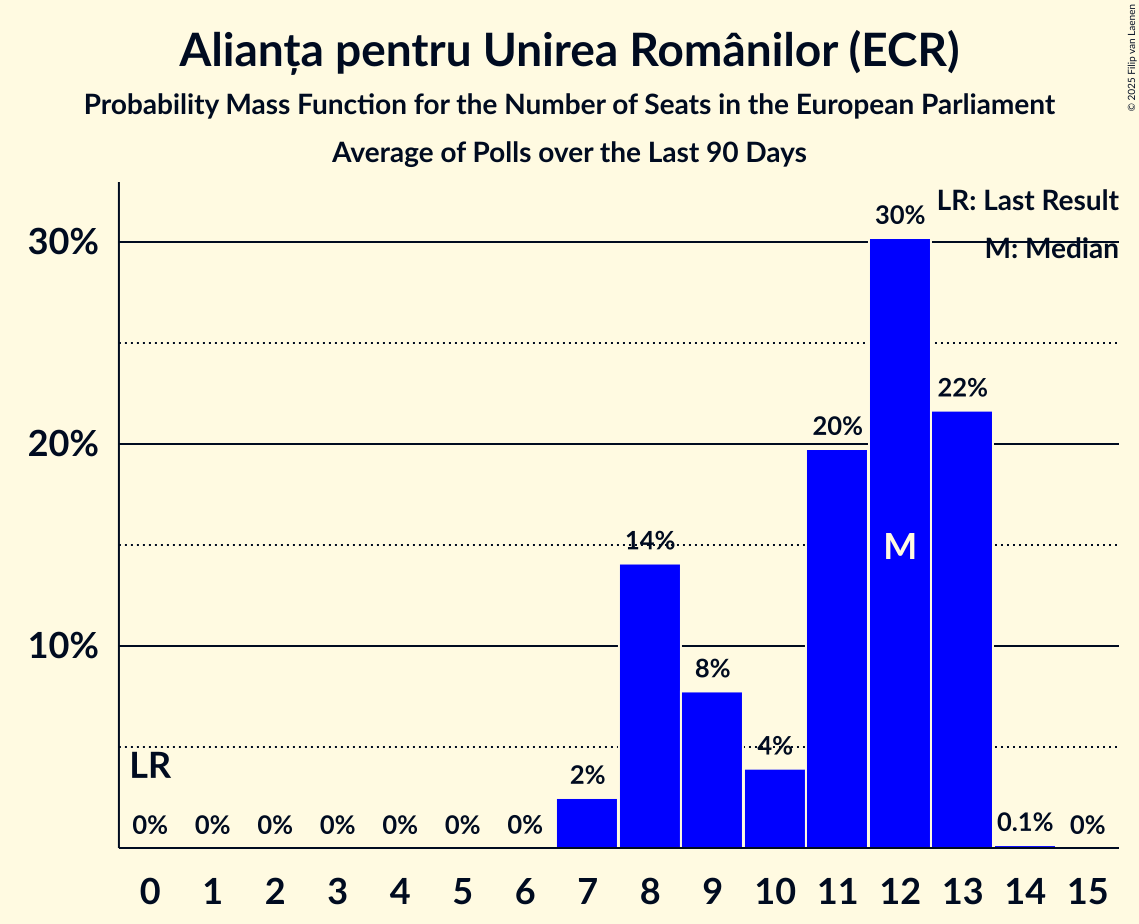 Alianța pentru Unirea Românilor (ECR)
Probability Mass Function for the Number of Seats in the European Parliament
Average of Polls over the Last 90 Days
© 2025 Filip van Laenen
LR: Last Result
M: Median
30%
20%
10%
LR
0%
0%
0%
0%
0%
0%
0%
2%
14%
8%
4%
20%
30%
22%
0.1%
0%
M
0 1 2 3 4 5 6 7 8 9 10 11 12 13 14 15